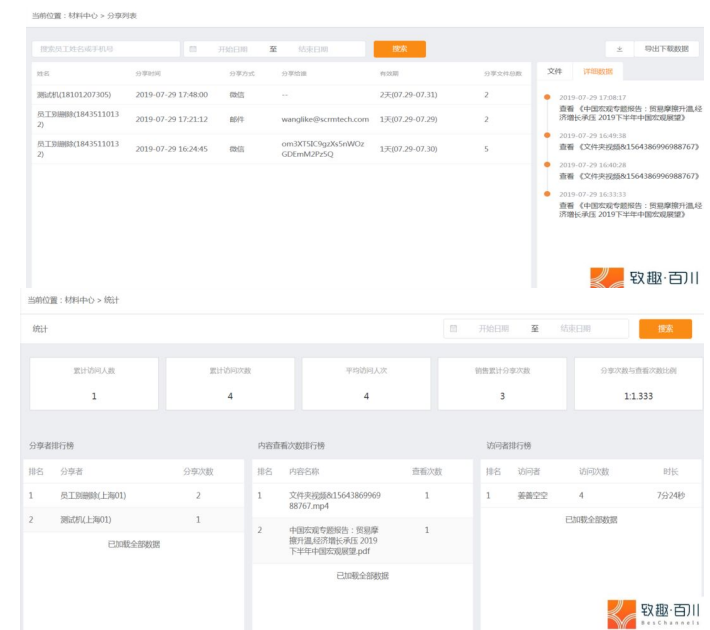 当前位置：材料中心 > 分享列表
搜索员工姓名或手机号 开始日期 至 结束日期 搜索 导出下载数据
姓名 分享时间 分享方式 分享给谁 有效期 分享文件总数
测试机(18101207305) 2019-07-29 17:48:00 微信 -- 2天(07.29-07.31) 2
员工别删除(1843511013
2) 2019-07-29 17:21:12 邮件 wanglike@scrmtech.com 1天(07.29-07.29) 2
员工别删除(1843511013
2) 2019-07-29 16:24:45 微信 om3XTSIC9gzXs5nWOz
GDEmM2Pz5Q 1天(07.29-07.30) 5
文件 详细数据
2019-07-29 17:08:17
查看 《中国宏观专题报告：贸易摩擦升温,经
济增长承压 2019下半年中国宏观展望》
2019-07-29 16:49:38
查看 《文件夹视频&1564386996988767》
2019-07-29 16:40:28
查看 《文件夹视频&1564386996988767》
2019-07-29 16:33:33
查看 《中国宏观专题报告：贸易摩擦升温,经
济增长承压 2019下半年中国宏观展望》
致趣·百川
当前位置：材料中心 > 统计
统计 开始日期 至 结束日期 搜索
累计访问人数 累计访问次数 平均访问人次 销售累计分享次数 分享次数与查看次数比例
1 4 4 3 1:1.333
分享者排行榜
排名 分享者 分享次数
1 员工别删除(上海01) 2
2 测试机(上海01) 1
已加载全部数据
内容查看次数排行榜
排名 内容名称 查看次数
1 文件夹视频&15643869969
88767.mp4 1
2 中国宏观专题报告：贸易摩
擦升温,经济增长承压 2019
下半年中国宏观展望.pdf 1
已加载全部数据
访问者排行榜
排名 访问者 访问次数 时长
1 姜善空空 4 7分24秒
已加载全部数据
致趣·百川
BesChannels